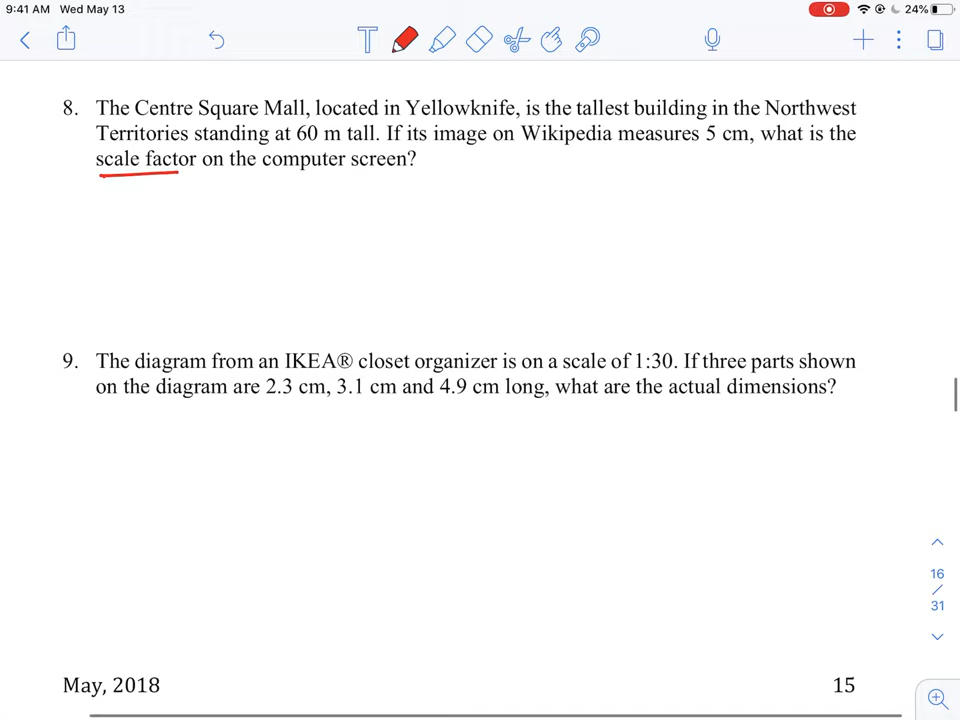 9:41 AM Wed May 13
24%
T
8. The Centre Square Mall, located in Yellowknife, is the tallest building in the Northwest
Territories standing at 60 m tall. If its image on Wikipedia measures 5 cm, what is the
scale factor on the computer screen?
9. The diagram from an IKEA® closet organizer is on a scale of 1:30. If three parts shown
on the diagram are 2.3 cm, 3.1 cm and 4.9 cm long, what are the actual dimensions?
16
/
31
May, 2018
15